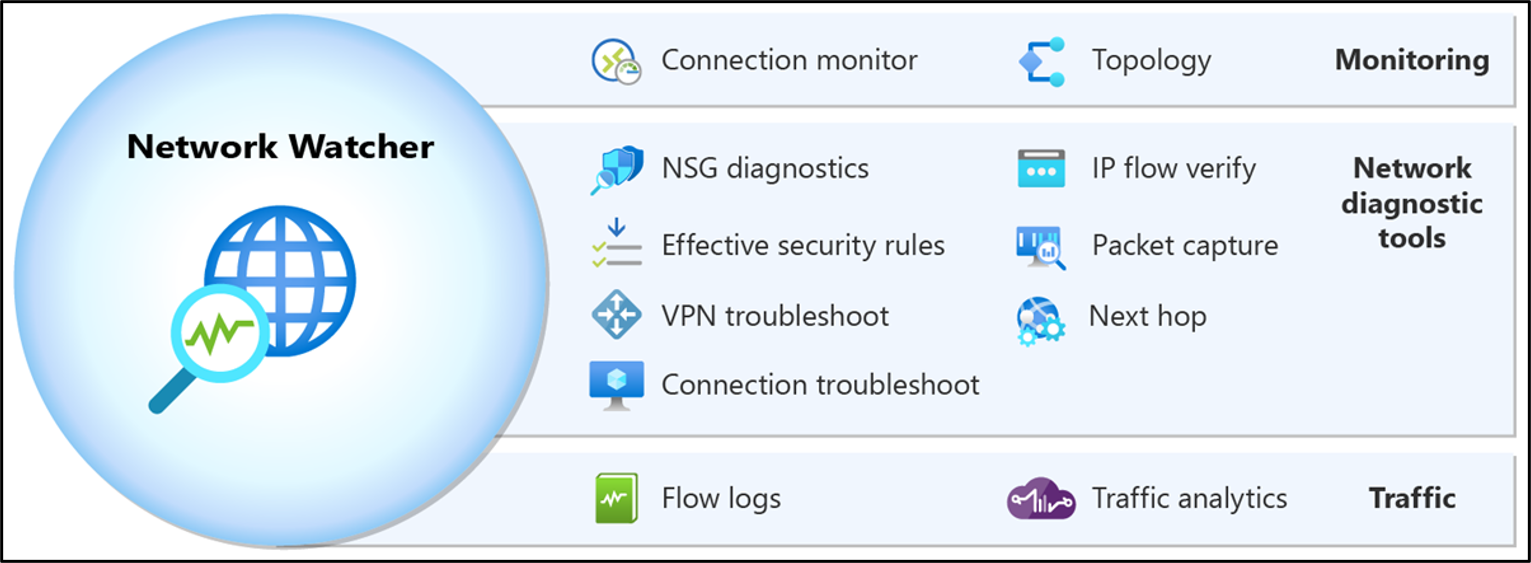 Network Watcher
Connection monitor
Topology
Monitoring
NSG diagnostics
IP flow verify
Network
diagnostic
tools
Effective security rules
Packet capture
VPN troubleshoot
Next hop
Connection troubleshoot
Flow logs
Traffic analytics
Traffic